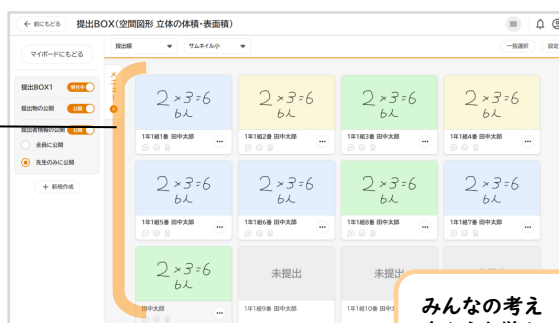 ← 前にもどる 提出BOX(空間図形 立体の体積・表面積)
マイボードにもどる
提出順 ▼ サムネイル小 ▼ 一括選択 設定
提出BOX1 受付中
提出物の公開 公開
提出者情報の公開 公開
全員に公開
先生のみに公開
+ 新規作成
メニュー
2×3=6
6人
2×3=6
6人
2×3=6
6人
2×3=6
6人
1年1組1番 田中太郎 ...
1年1組2番 田中太郎 ...
1年1組3番 田中太郎 ...
1年1組4番 田中太郎 ...
2×3=6
6人
2×3=6
6人
2×3=6
6人
2×3=6
6人
1年1組5番 田中太郎 ...
1年1組6番 田中太郎 ...
1年1組8番 田中太郎 ...
1年1組7番 田中太郎 ...
2×3=6
6人
未提出
未提出
田中太郎 ...
1年1組9番 田中太郎
1年1組10番 田中太郎
みんなの考え